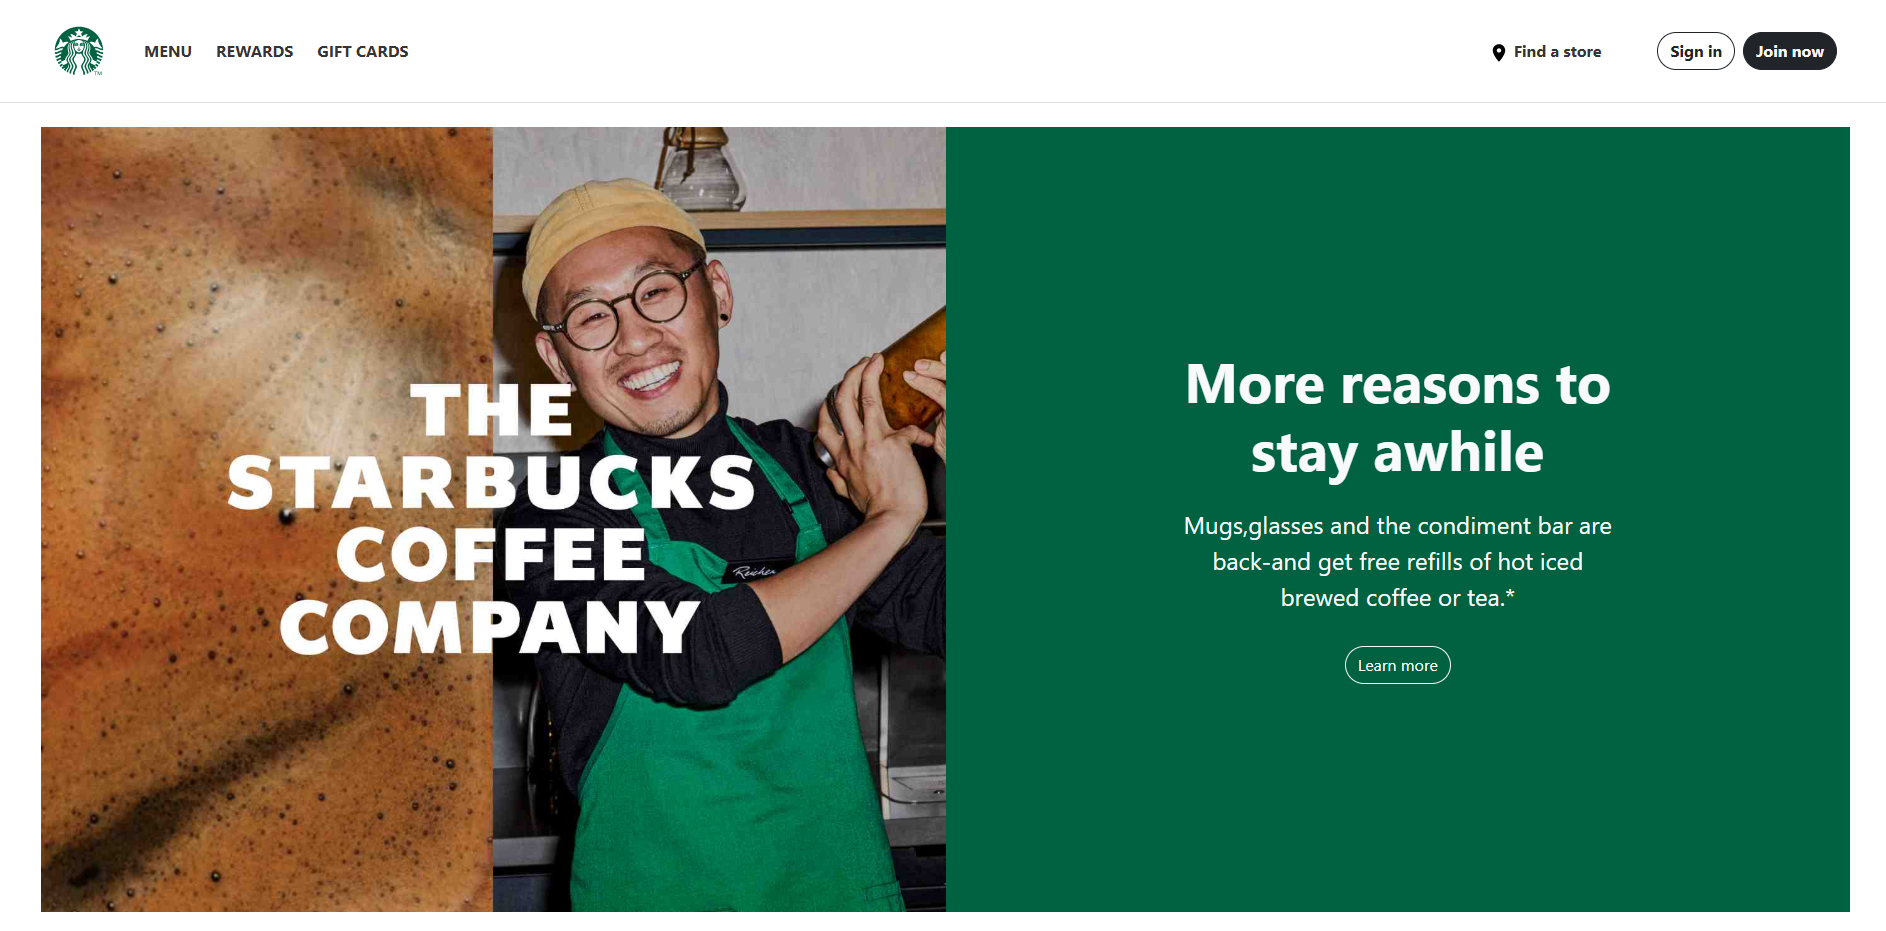 MENU REWARDS GIFT CARDS Find a store Sign in Join now
TM
THE
STARBUCKS
COFFEE
COMPANY
More reasons to
stay awhile
Mugs,glasses and the condiment bar are
back-and get free refills of hot iced
brewed coffee or tea.*
Learn more